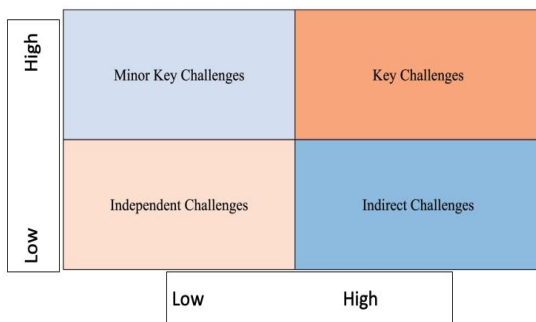 High
Minor Key Challenges
Key Challenges
Low
Independent Challenges
Indirect Challenges
Low
High